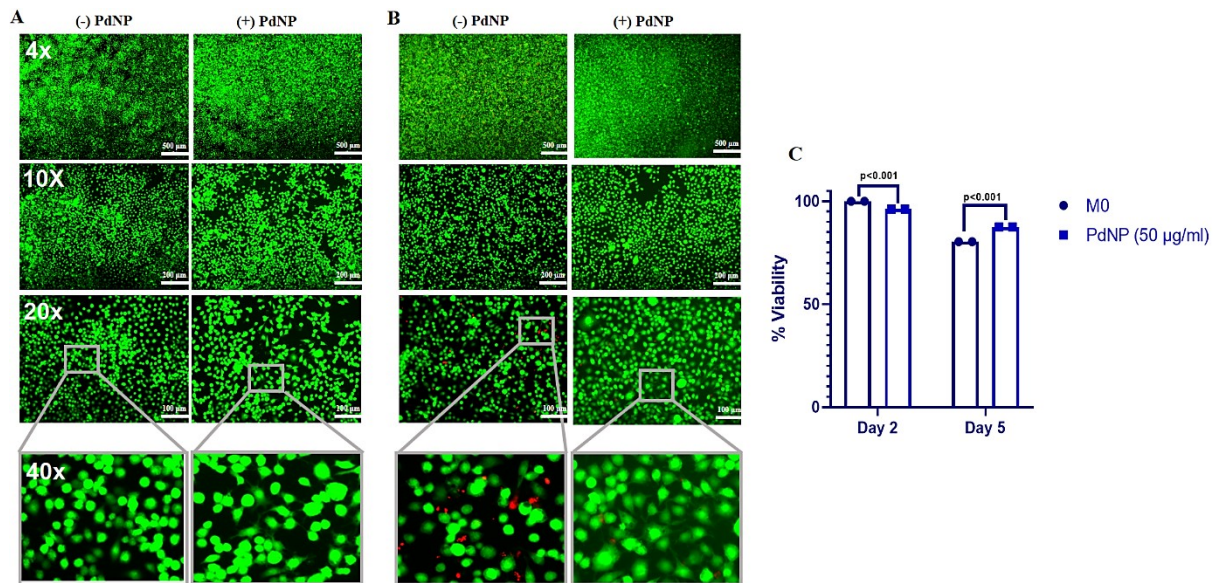 A
(-) PdNP
(+) PdNP
B
(-) PdNP
(+) PdNP
4x
500 µm
500 µm
500 µm
500 µm
10X
200 µm
200 µm
200 µm
200 µm
20x
100 µm
100 µm
100 µm
100 µm
40x
C
p<0.001
p<0.001
100
50
0
% Viability
Day 2
Day 5
M0
PdNP (50 µg/ml)